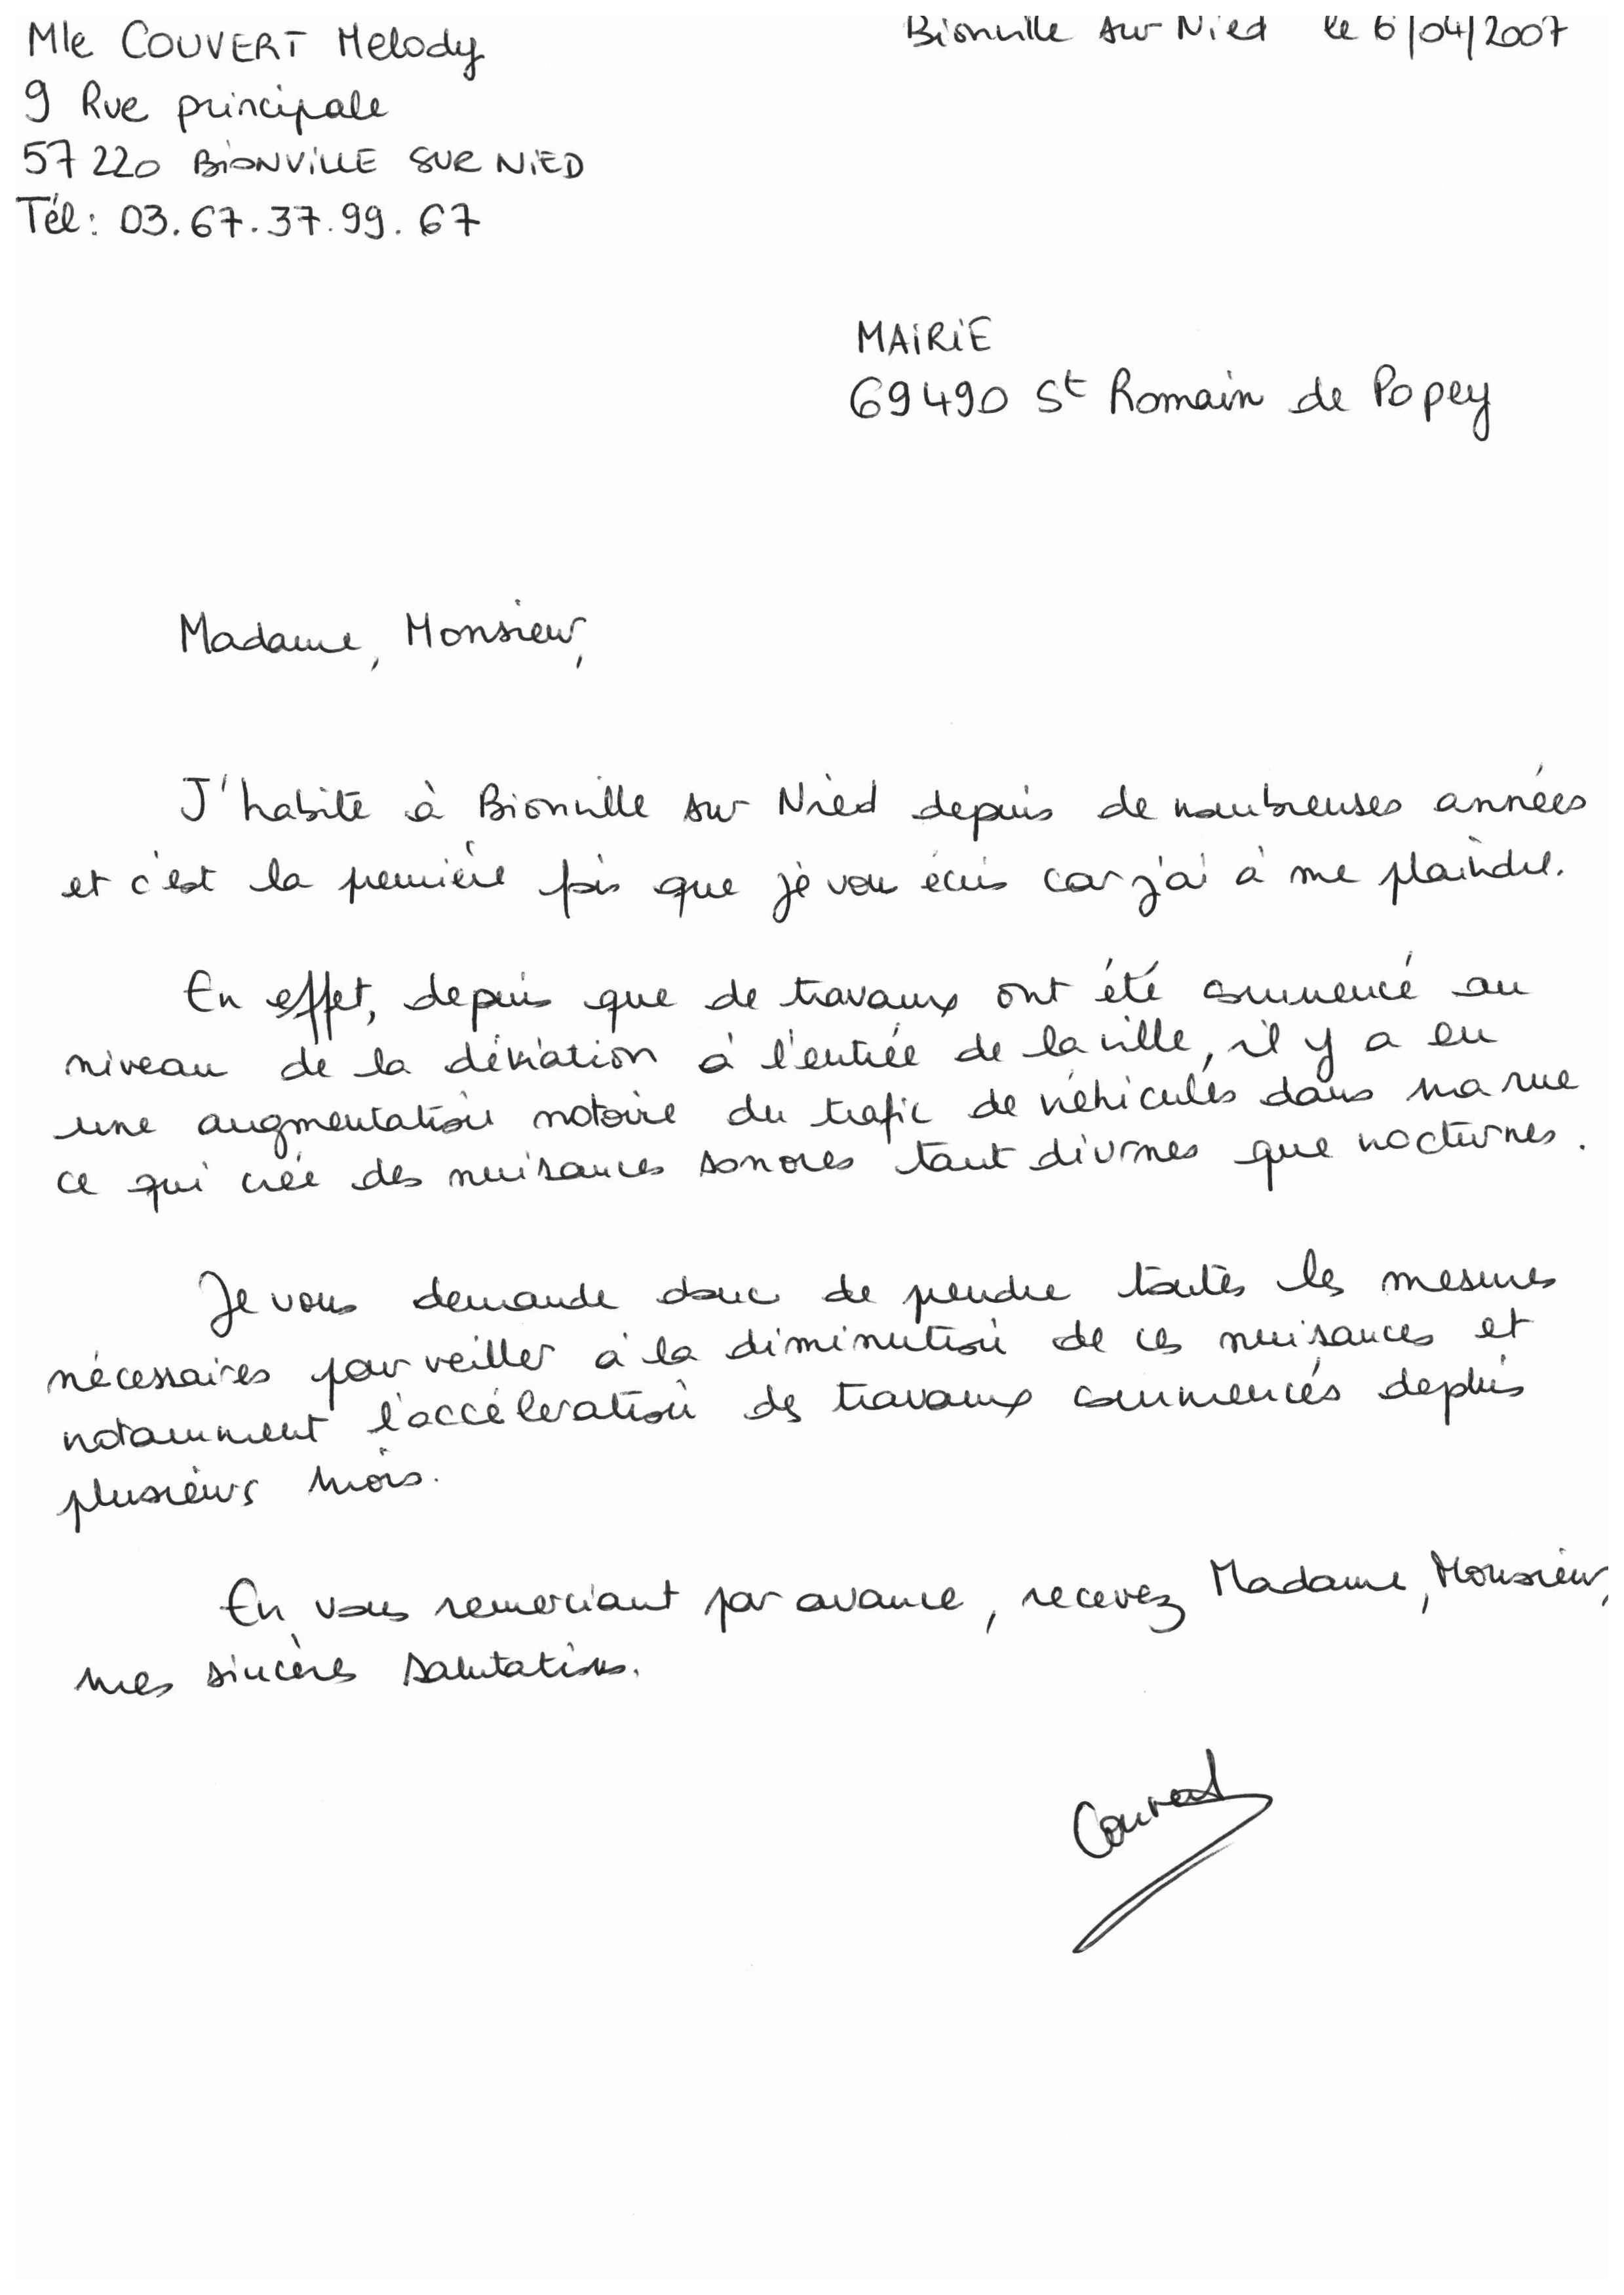 Mle COUVERT Melody
Bionville sur Nied le 6/04/2007
9 Rue principale
57220 BIONVILLE SUR NIED
Tél: 03.67.37.99.67
MAIRIE
69490 St Romain de Popey
Madame, Monsieur,
J'habite à Bionville sur Nied depuis de nombreuses années
et c'est la première fois que je vous écris car j'ai à me plaindre.
En effet, depuis que de travaux ont été commencé au
niveau de la déviation à l'entrée de la ville, il y a eu
une augmentation notoire du trafic de véhicules dans ma rue
ce qui crée des nuisances sonores tant diurnes que nocturnes.
Je vous demande donc de prendre toutes les mesures
nécessaires pour veiller à la diminution de ces nuisances et
notamment l'accéleration des travaux commencés depuis
plusieurs mois.
En vous remerciant par avance, recevez Madame, Monsieur,
mes sincères salutations.
Couvert